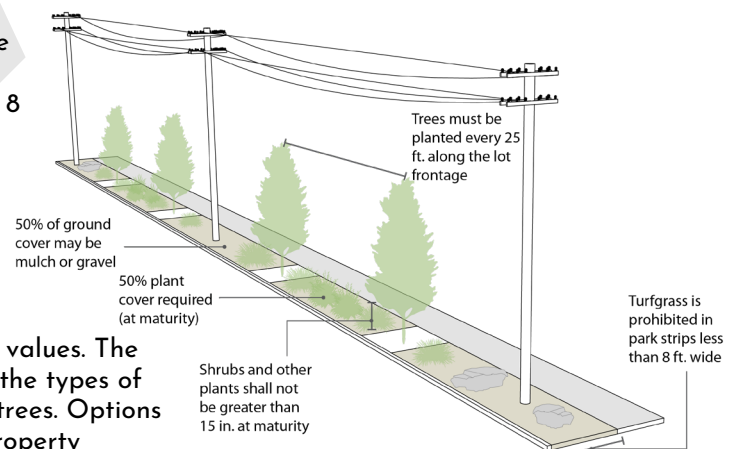 e
8
Trees must be
planted every 25
ft. along the lot
frontage
50% of ground
cover may be
mulch or gravel
50% plant
cover required
(at maturity)
Turfgrass is
prohibited in
park strips less
than 8 ft. wide
Shrubs and other
plants shall not
be greater than
15 in. at maturity
values. The
the types of
trees. Options
roperty